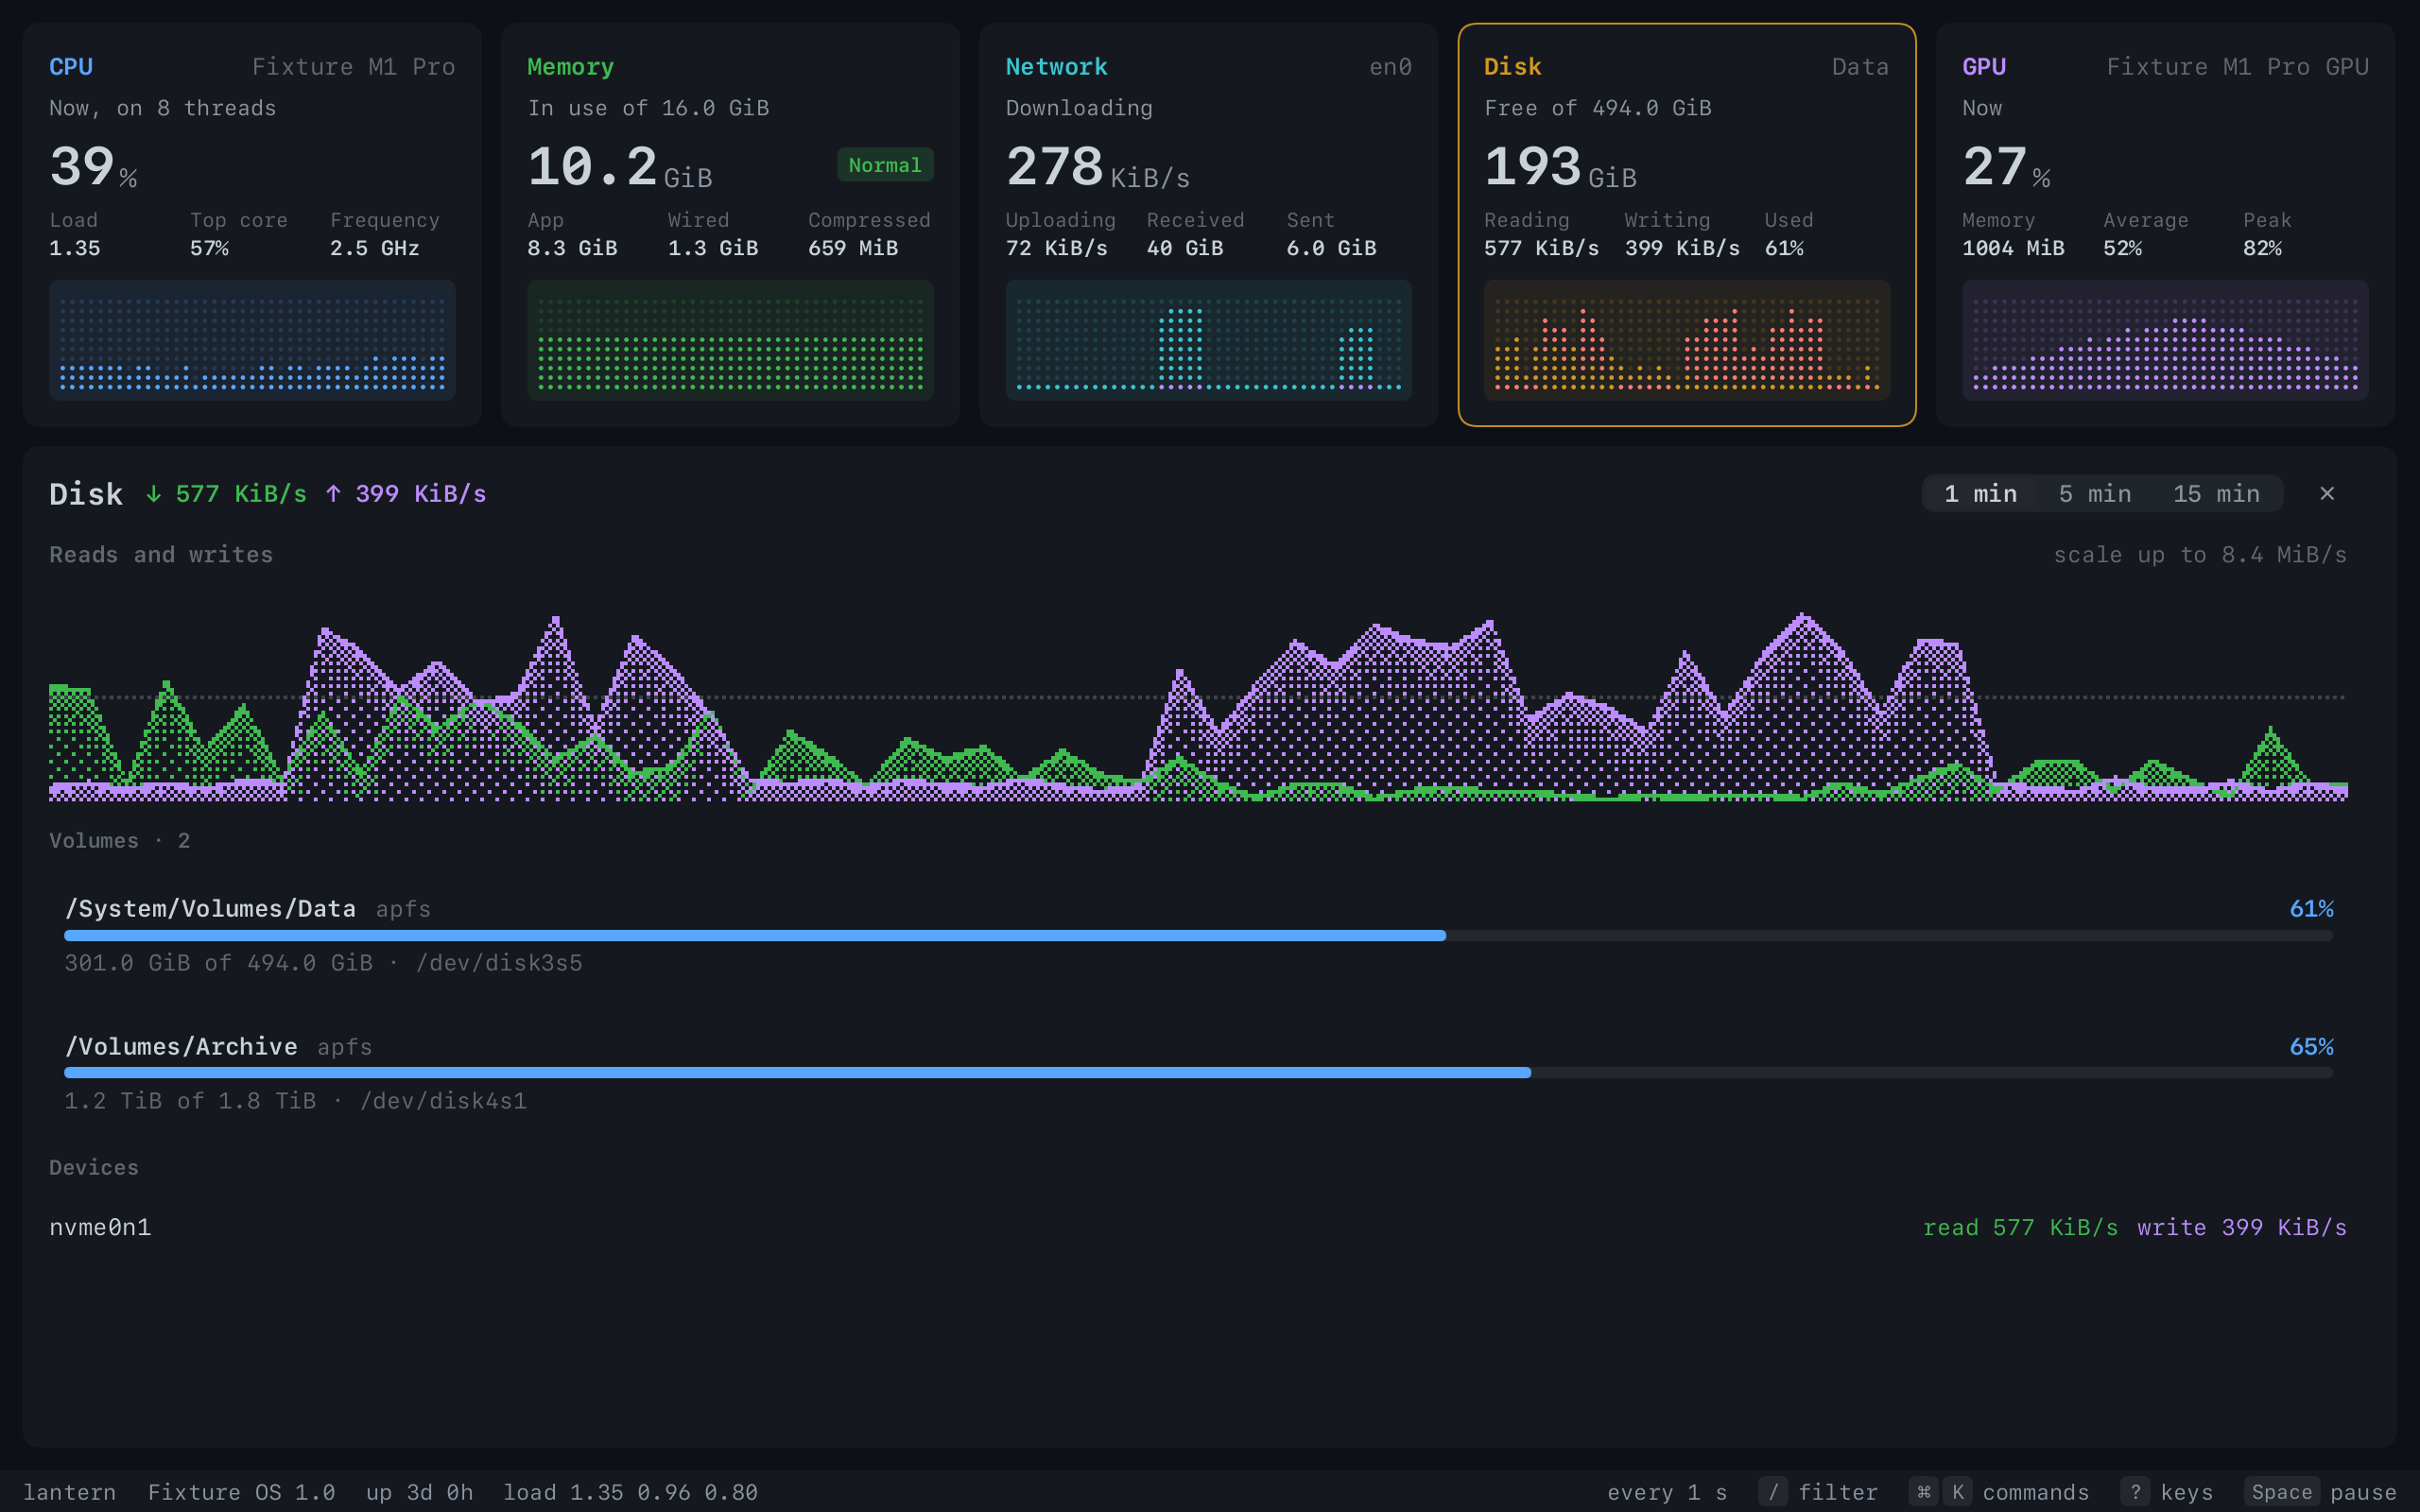 CPU Fixture M1 Pro
Now, on 8 threads
39%
Load Top core Frequency
1.35 57% 2.5 GHz
Memory
In use of 16.0 GiB
10.2 GiB Normal
App Wired Compressed
8.3 GiB 1.3 GiB 659 MiB
Network en0
Downloading
278 KiB/s
Uploading Received Sent
72 KiB/s 40 GiB 6.0 GiB
Disk Data
Free of 494.0 GiB
193 GiB
Reading Writing Used
577 KiB/s 399 KiB/s 61%
GPU Fixture M1 Pro GPU
Now
27%
Memory Average Peak
1004 MiB 52% 82%
Disk ↓ 577 KiB/s ↑ 399 KiB/s 1 min 5 min 15 min ×
Reads and writes scale up to 8.4 MiB/s
Volumes · 2
/System/Volumes/Data apfs 61%
301.0 GiB of 494.0 GiB · /dev/disk3s5
/Volumes/Archive apfs 65%
1.2 TiB of 1.8 TiB · /dev/disk4s1
Devices
nvme0n1 read 577 KiB/s write 399 KiB/s
lantern Fixture OS 1.0 up 3d 0h load 1.35 0.96 0.80 every 1 s / filter ⌘ K commands ? keys Space pause